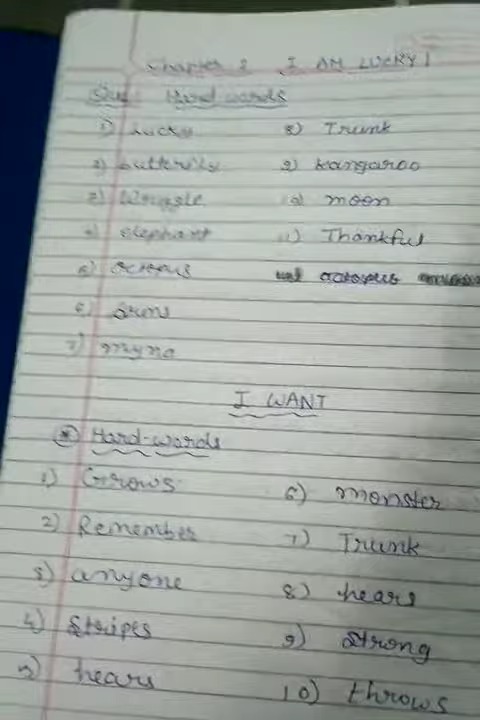 Chapter 2 I AM LUCKY!
Hard words
1) Lucky 8) Trunk
2) butterfly 9) Kangaroo
3) Wriggle 10) moon
4) elephant 11) Thankful
5) octopus
6)
7) myna
I WANT
Hard-words
1) Grows 6) monster
2) Remember 7) Trunk
3) anyone 8) hears
4) Stripes 9) Strong
5) hears 10) throws